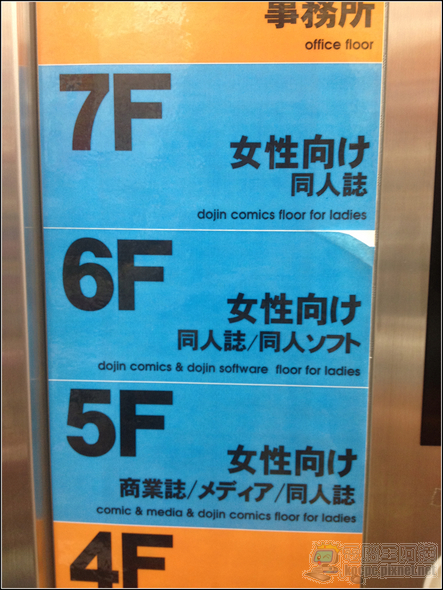 事務所
office floor
7F
女性向け
同人誌
dojin comics floor for ladies
6F
女性向け
同人誌/同人ソフト
dojin comics & dojin software floor for ladies
5F
女性向け
商業誌/メディア/同人誌
comic & media & dojin comics floor for ladies
4F